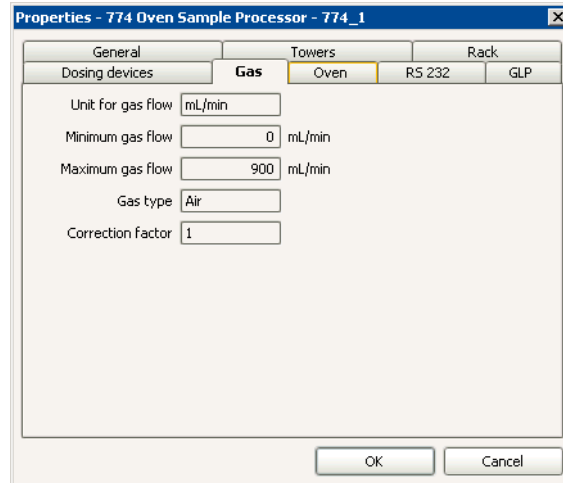 Properties - 774 Oven Sample Processor - 774_1
General Towers Rack
Dosing devices Gas Oven RS 232 GLP
Unit for gas flow mL/min
Minimum gas flow 0 mL/min
Maximum gas flow 900 mL/min
Gas type Air
Correction factor 1
OK Cancel